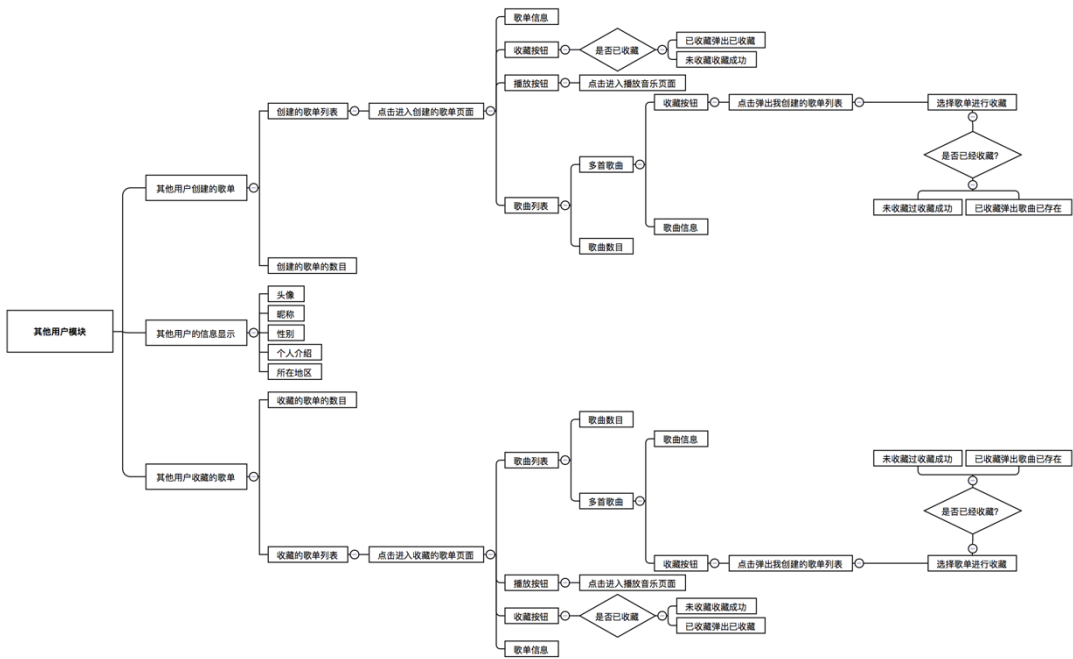 歌单信息
收藏按钮
是否已收藏
已收藏弹出已收藏
未收藏收藏成功
播放按钮
点击进入播放音乐页面
创建的歌单列表
点击进入创建的歌单页面
收藏按钮
点击弹出我创建的歌单列表
选择歌单进行收藏
是否已经收藏?
未收藏过收藏成功
已收藏弹出歌曲已存在
多首歌曲
其他用户创建的歌单
歌曲列表
歌曲信息
歌曲数目
创建的歌单的数目
头像
昵称
其他用户模块
其他用户的信息显示
性别
个人介绍
所在地区
收藏的歌单的数目
歌曲数目
歌曲信息
歌曲列表
未收藏过收藏成功
已收藏弹出歌曲已存在
其他用户收藏的歌单
多首歌曲
是否已经收藏?
收藏的歌单列表
点击进入收藏的歌单页面
收藏按钮
点击弹出我创建的歌单列表
选择歌单进行收藏
播放按钮
点击进入播放音乐页面
收藏按钮
是否已收藏
未收藏收藏成功
已收藏弹出已收藏
歌单信息